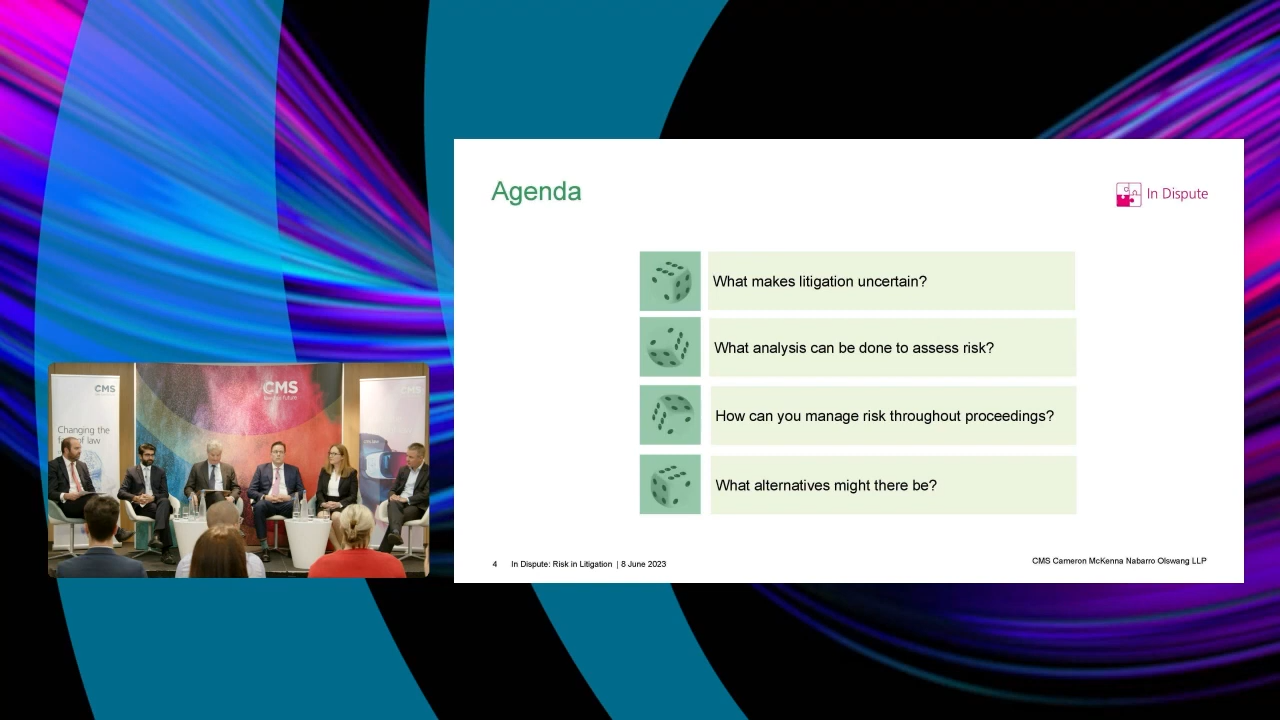 Agenda
In Dispute
What makes litigation uncertain?
What analysis can be done to assess risk?
How can you manage risk throughout proceedings?
What alternatives might there be?
4 In Dispute: Risk in Litigation | 8 June 2023
CMS Cameron McKenna Nabarro Olswang LLP
CMS
CMS
CMS
Changing the
of law